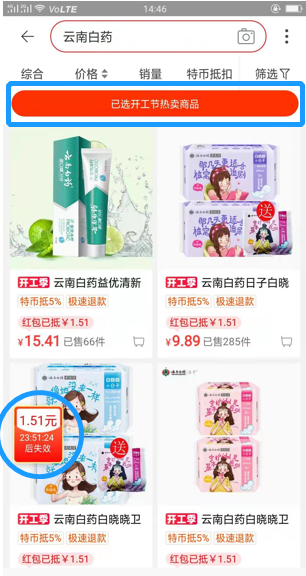 VoLTE 14:46
云南白药
综合 价格 销量 特币抵扣 筛选
已选开工节热卖商品
云南白药
送
开工季 云南白药益优清新
特币抵5% 极速退款
红包已抵￥1.51
￥15.41 已售66件
开工季 云南白药日子白晓
特币抵5% 极速退款
红包已抵￥1.51
￥9.89 已售285件
1.51元
23:51:24
后失效
送
开工季 云南白药白晓晓卫
特币抵5% 极速退款
红包已抵￥1.51
开工季 云南白药白晓晓卫
特币抵5% 极速退款
红包已抵￥1.51